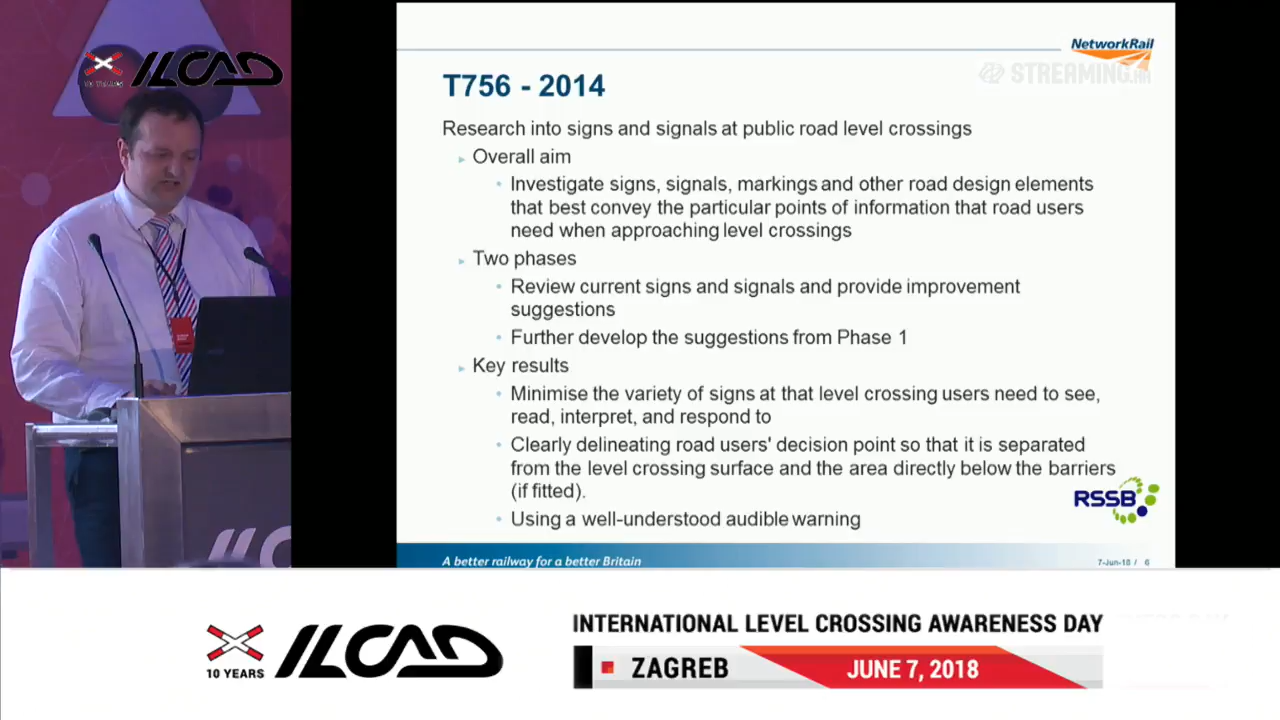 ILCAD
10 YEARS
NetworkRail
STREAMING.HR
T756 - 2014
Research into signs and signals at public road level crossings
Overall aim
Investigate signs, signals, markings and other road design elements
that best convey the particular points of information that road users
need when approaching level crossings
Two phases
Review current signs and signals and provide improvement
suggestions
Further develop the suggestions from Phase 1
Key results
Minimise the variety of signs at that level crossing users need to see,
read, interpret, and respond to
Clearly delineating road users' decision point so that it is separated
from the level crossing surface and the area directly below the barriers
(if fitted).
Using a well-understood audible warning
RSSB
A better railway for a better Britain
7-Jun-18 / 6
10 YEARS
ILCAD
INTERNATIONAL LEVEL CROSSING AWARENESS DAY
ZAGREB
JUNE 7, 2018